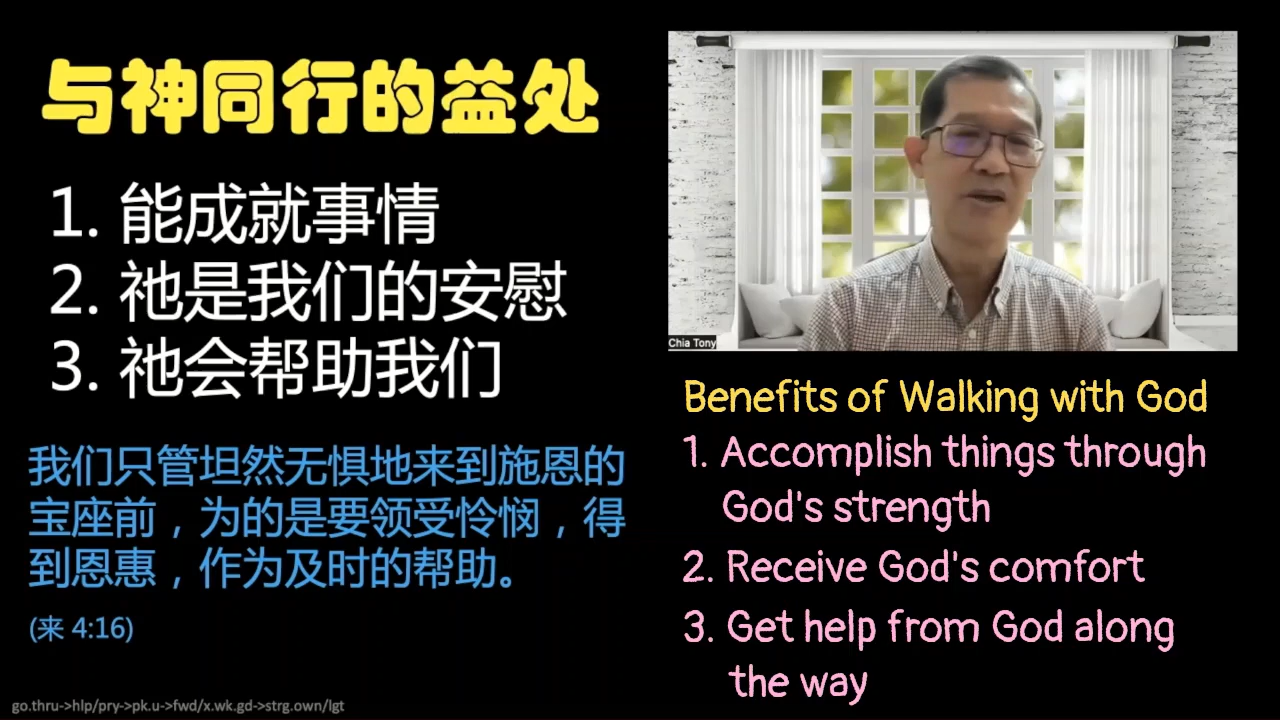 与神同行的益处
1. 能成就事情
2. 祂是我们的安慰
3. 祂会帮助我们
我们只管坦然无惧地来到施恩的
宝座前，为的是要领受怜悯，得
到恩惠，作为及时的帮助。
(来 4:16)
go.thru->hlp/pry->pk.u->fwd/x.wk.gd->strg.own/lgt
Chia Tony
Benefits of Walking with God
1. Accomplish things through
God's strength
2. Receive God's comfort
3. Get help from God along
the way